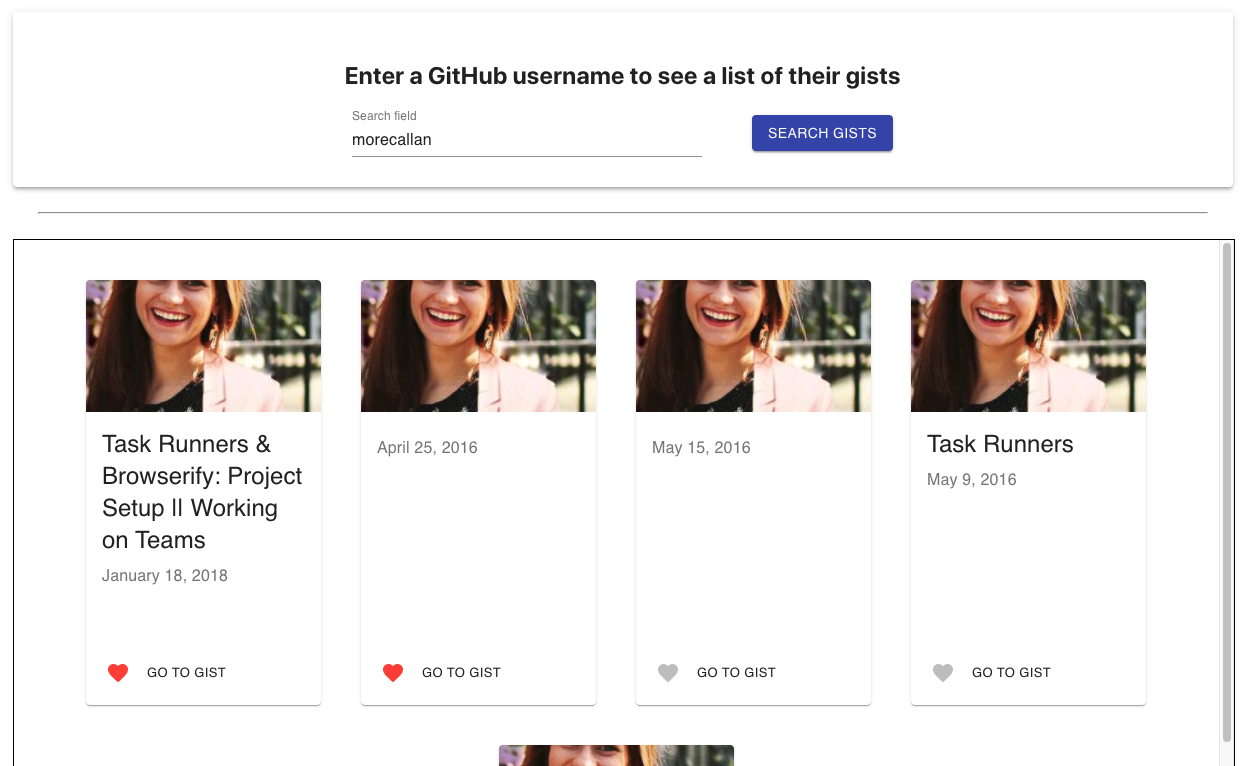 Enter a GitHub username to see a list of their gists
Search field
morecallan
SEARCH GISTS
Task Runners &
Browserify: Project
Setup || Working
on Teams
January 18, 2018
GO TO GIST
April 25, 2016
GO TO GIST
May 15, 2016
GO TO GIST
Task Runners
May 9, 2016
GO TO GIST